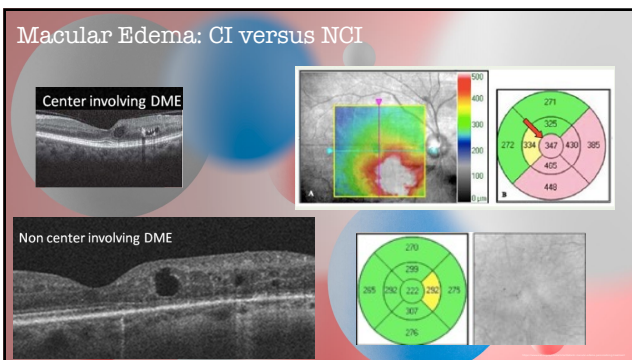 Macular Edema: CI versus NCI
Center involving DME
500
400
300
200
100
0 µm
A
271
325
272 334 347 430 385
405
448
B
Non center involving DME
270
299
292 222 292 275
307
276